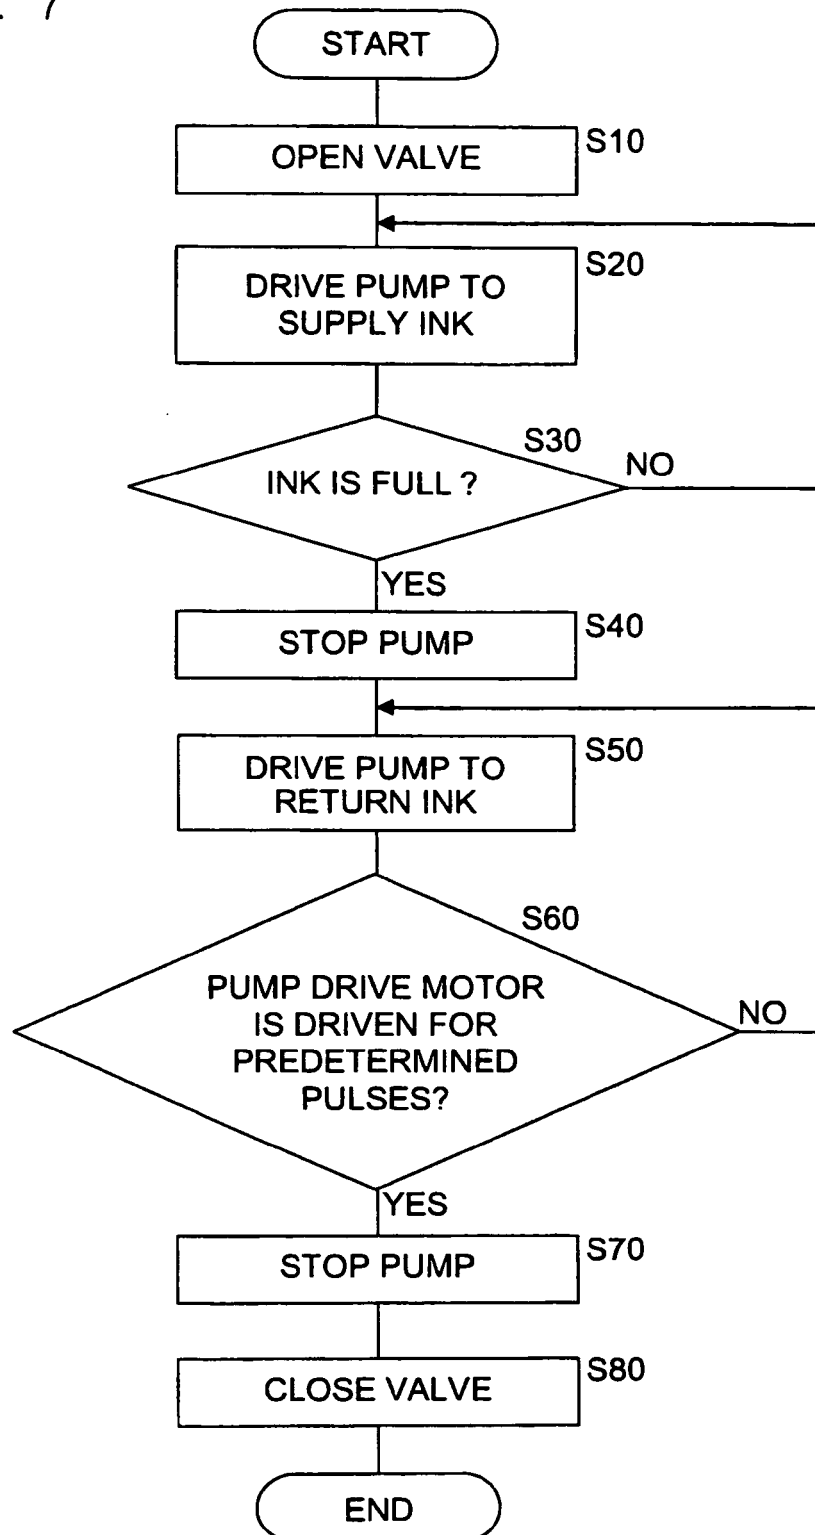 . 7
START
OPEN VALVE
S10
DRIVE PUMP TO
SUPPLY INK
S20
S30
INK IS FULL ?
NO
YES
STOP PUMP
S40
DRIVE PUMP TO
RETURN INK
S50
S60
PUMP DRIVE MOTOR
IS DRIVEN FOR
PREDETERMINED
PULSES?
NO
YES
STOP PUMP
S70
CLOSE VALVE
S80
END